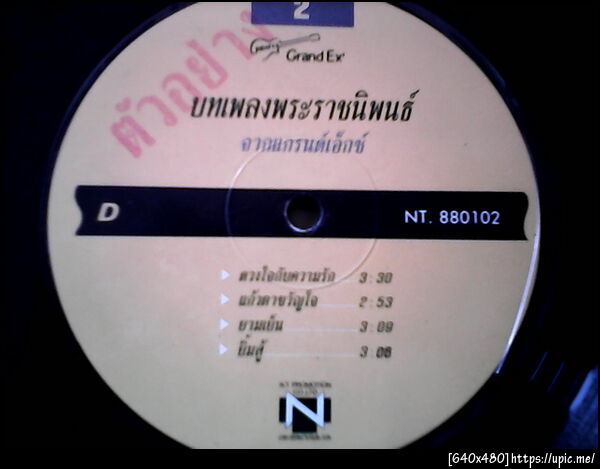 2
Grand Ex'
ตัวอย่าง
บทเพลงพระราชนิพนธ์
จากแกรนด์เอ็กซ์
D NT. 880102
ดวงใจกับความรัก 3:30
แก้วตาขวัญใจ 2:53
ยามเย็น 3:09
ยิ้มสู้ 3:06
N.T. PROMOTION
CO.,LTD.
N
[640x480]https://upic.me/